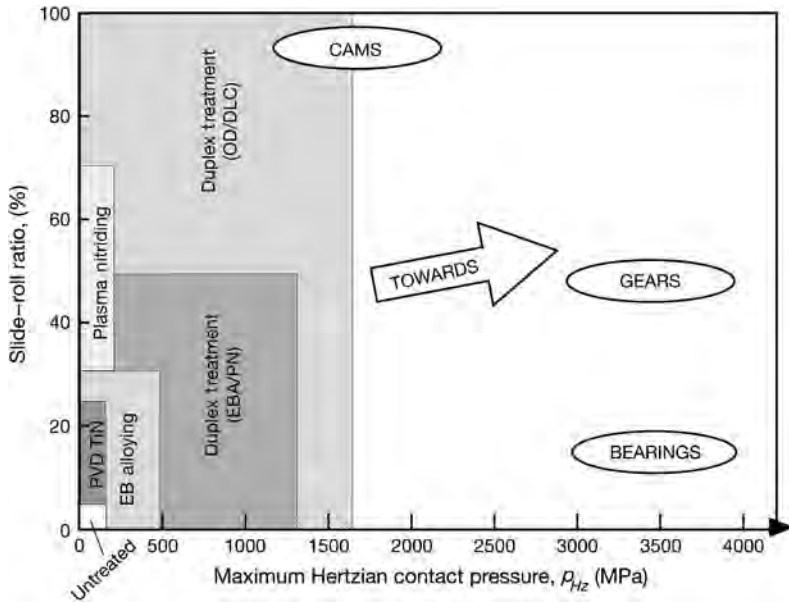 100
80
60
40
20
0
Slide–roll ratio, (%)
Plasma nitriding
PVD TiN
EB alloying
Untreated
Duplex treatment
(OD/DLC)
Duplex treatment
(EBA/PN)
CAMS
TOWARDS
GEARS
BEARINGS
0 500 1000 1500 2000 2500 3000 3500 4000
Maximum Hertzian contact pressure, pHz (MPa)